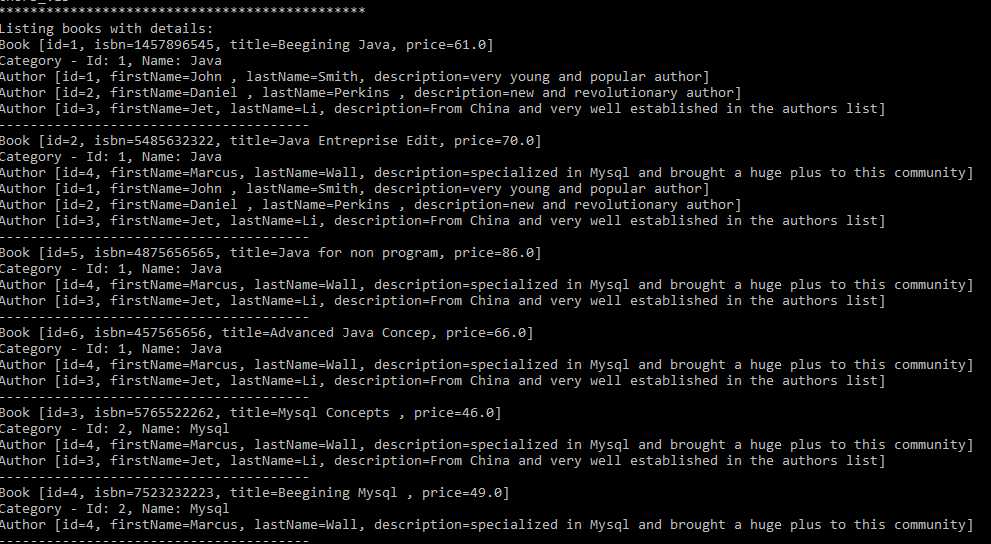 **********************************************
Listing books with details:
Book [id=1, isbn=1457896545, title=Beegining Java, price=61.0]
Category - Id: 1, Name: Java
Author [id=1, firstName=John , lastName=Smith, description=very young and popular author]
Author [id=2, firstName=Daniel , lastName=Perkins , description=new and revolutionary author]
Author [id=3, firstName=Jet, lastName=Li, description=From China and very well established in the authors list]
---------------------------------------
Book [id=2, isbn=5485632322, title=Java Entreprise Edit, price=70.0]
Category - Id: 1, Name: Java
Author [id=4, firstName=Marcus, lastName=Wall, description=specialized in Mysql and brought a huge plus to this community]
Author [id=1, firstName=John , lastName=Smith, description=very young and popular author]
Author [id=2, firstName=Daniel , lastName=Perkins , description=new and revolutionary author]
Author [id=3, firstName=Jet, lastName=Li, description=From China and very well established in the authors list]
---------------------------------------
Book [id=5, isbn=4875656565, title=Java for non program, price=86.0]
Category - Id: 1, Name: Java
Author [id=4, firstName=Marcus, lastName=Wall, description=specialized in Mysql and brought a huge plus to this community]
Author [id=3, firstName=Jet, lastName=Li, description=From China and very well established in the authors list]
---------------------------------------
Book [id=6, isbn=457565656, title=Advanced Java Concep, price=66.0]
Category - Id: 1, Name: Java
Author [id=4, firstName=Marcus, lastName=Wall, description=specialized in Mysql and brought a huge plus to this community]
Author [id=3, firstName=Jet, lastName=Li, description=From China and very well established in the authors list]
---------------------------------------
Book [id=3, isbn=5765522262, title=Mysql Concepts , price=46.0]
Category - Id: 2, Name: Mysql
Author [id=4, firstName=Marcus, lastName=Wall, description=specialized in Mysql and brought a huge plus to this community]
Author [id=3, firstName=Jet, lastName=Li, description=From China and very well established in the authors list]
---------------------------------------
Book [id=4, isbn=7523232223, title=Beegining Mysql , price=49.0]
Category - Id: 2, Name: Mysql
Author [id=4, firstName=Marcus, lastName=Wall, description=specialized in Mysql and brought a huge plus to this community]
---------------------------------------